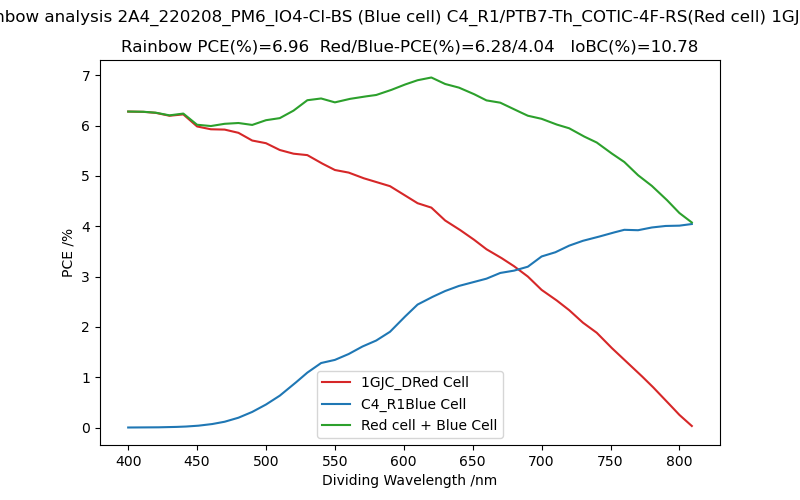 nbow analysis 2A4_220208_PM6_IO4-Cl-BS (Blue cell) C4_R1/PTB7-Th_COTIC-4F-RS(Red cell) 1GJ
Rainbow PCE(%)=6.96 Red/Blue-PCE(%)=6.28/4.04 IoBC(%)=10.78
7
6
5
4
3
2
1
0
PCE /%
1GJC_DRed Cell
C4_R1Blue Cell
Red cell + Blue Cell
400 450 500 550 600 650 700 750 800
Dividing Wavelength /nm